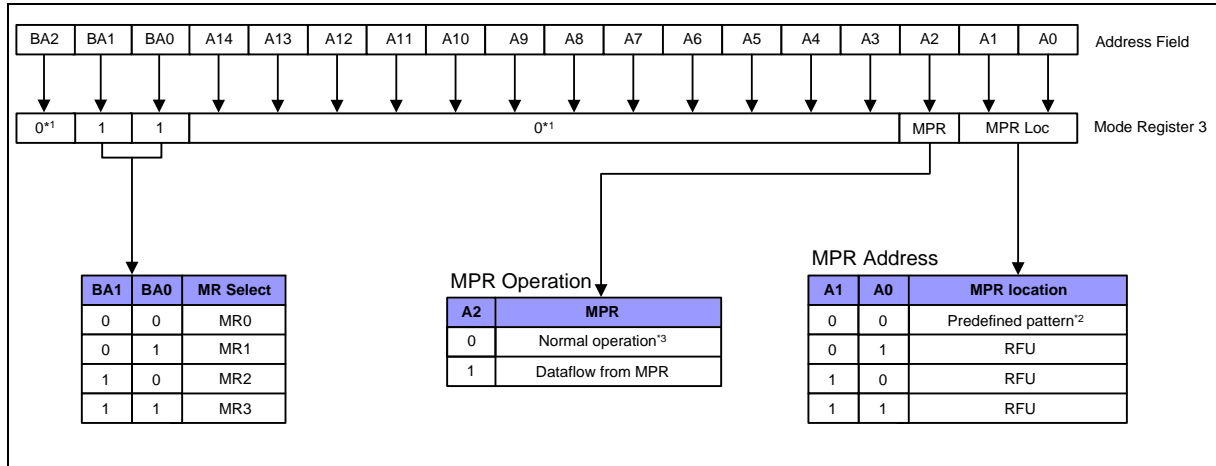 BA2 BA1 BA0 A14 A13 A12 A11 A10 A9 A8 A7 A6 A5 A4 A3 A2 A1 A0 Address Field
0*1 1 1 0*1 MPR MPR Loc Mode Register 3
BA1 BA0 MR Select
0 0 MR0
0 1 MR1
1 0 MR2
1 1 MR3
MPR Operation
A2 MPR
0 Normal operation*3
1 Dataflow from MPR
MPR Address
A1 A0 MPR location
0 0 Predefined pattern*2
0 1 RFU
1 0 RFU
1 1 RFU